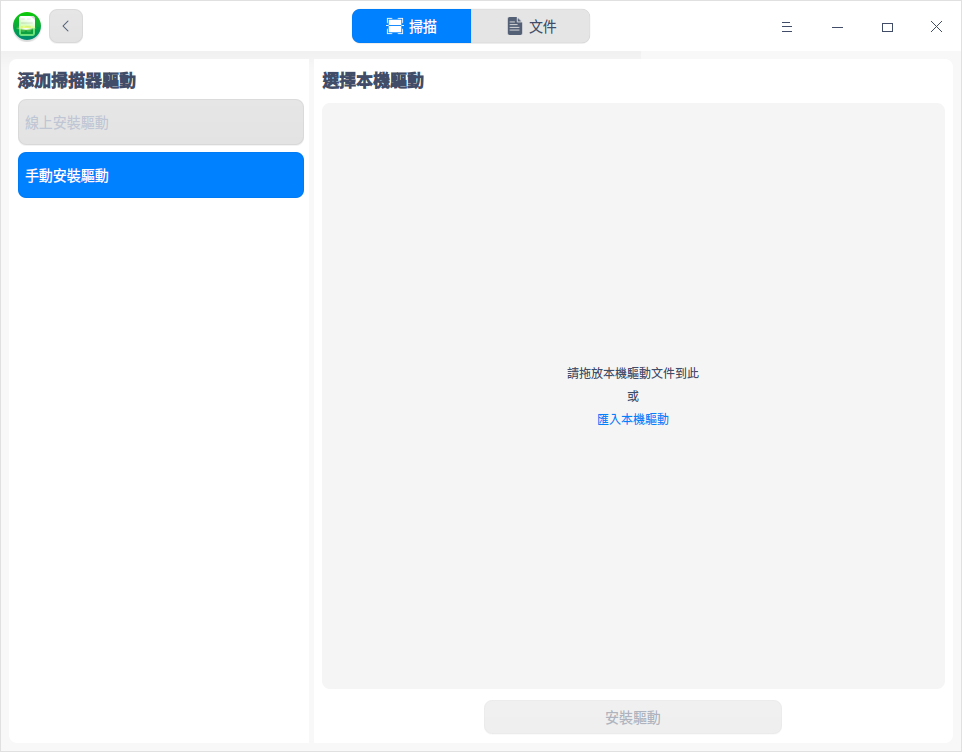 掃描
文件
添加掃描器驅動
線上安裝驅動
手動安裝驅動
選擇本機驅動
請拖放本機驅動文件到此
或
匯入本機驅動
安裝驅動